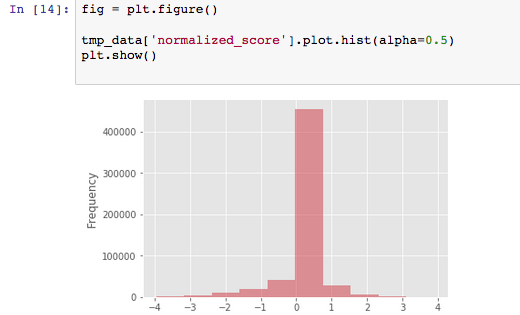 In [14]: fig = plt.figure()
tmp_data['normalized_score'].plot.hist(alpha=0.5)
plt.show()
400000
300000
200000
100000
0
Frequency
−4 −3 −2 −1 0 1 2 3 4